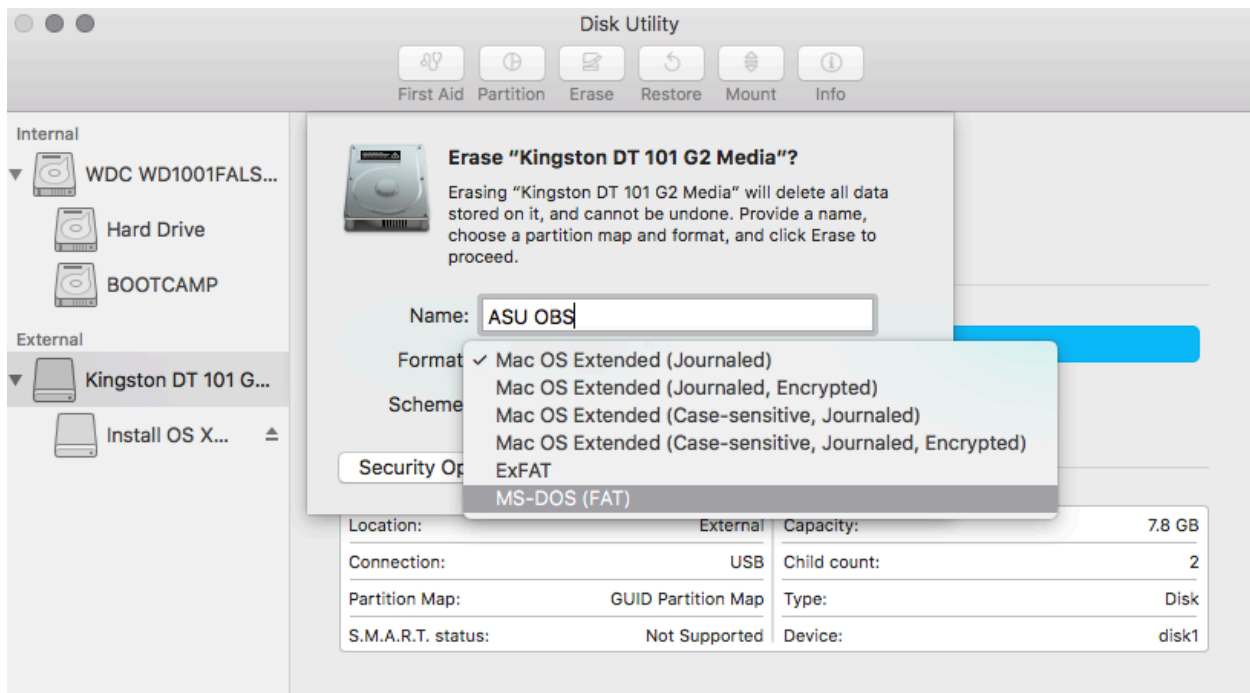 Disk Utility
First Aid Partition Erase Restore Mount Info
Internal
WDC WD1001FALS...
Hard Drive
BOOTCAMP
External
Kingston DT 101 G...
Install OS X...
Erase “Kingston DT 101 G2 Media”?
Erasing “Kingston DT 101 G2 Media” will delete all data
stored on it, and cannot be undone. Provide a name,
choose a partition map and format, and click Erase to
proceed.
Name: ASU OBS
Format
✓ Mac OS Extended (Journaled)
Mac OS Extended (Journaled, Encrypted)
Mac OS Extended (Case-sensitive, Journaled)
Mac OS Extended (Case-sensitive, Journaled, Encrypted)
ExFAT
MS-DOS (FAT)
Scheme
Security Op
Location: External Capacity: 7.8 GB
Connection: USB Child count: 2
Partition Map: GUID Partition Map Type: Disk
S.M.A.R.T. status: Not Supported Device: disk1